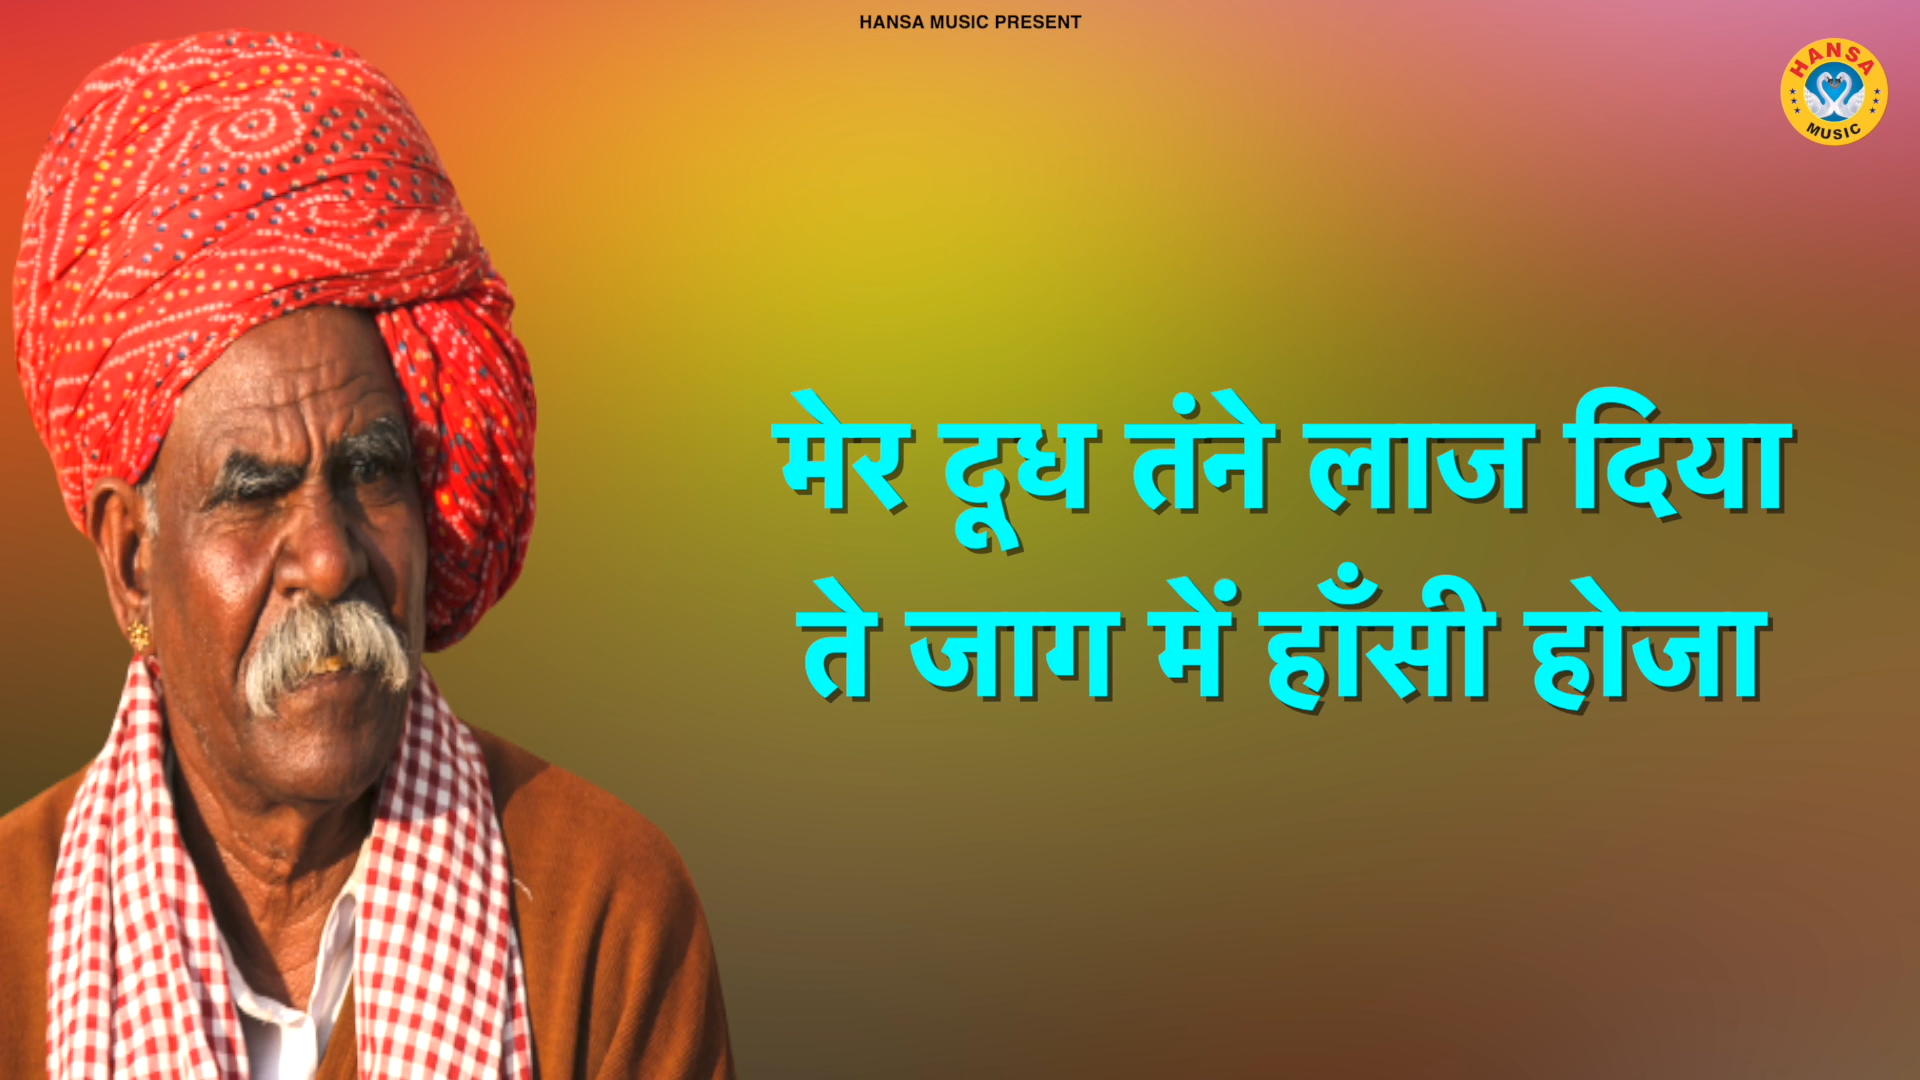 HANSA MUSIC PRESENT
HANSA
MUSIC
मेर दूध तंने लाज दिया
ते जाग में हाँसी होजा